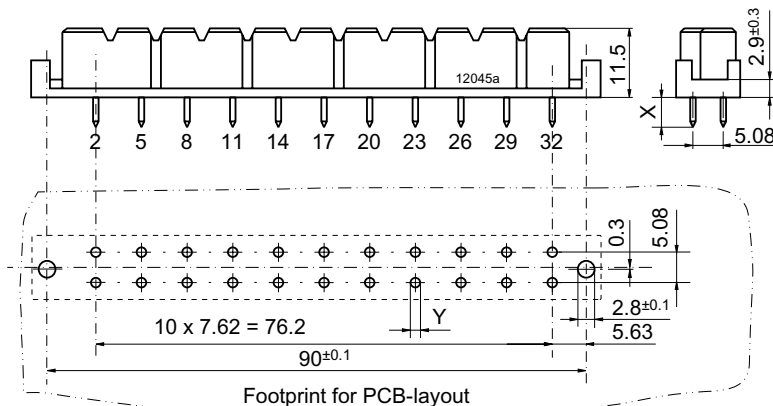 12045a
11.5
2.9±0.3
X
5.08
2 5 8 11 14 17 20 23 26 29 32
0.3
5.08
10 x 7.62 = 76.2
Y
2.8±0.1
5.63
90±0.1
Footprint for PCB-layout